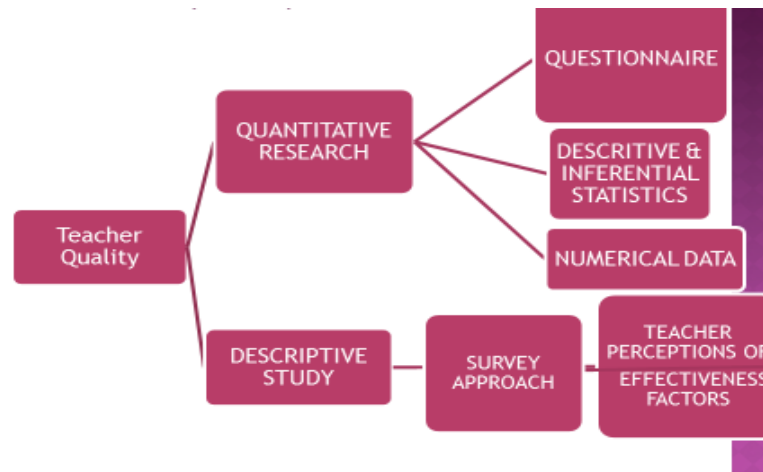 QUESTIONNAIRE
QUANTITATIVE
RESEARCH
DESCRITIVE &
INFERENTIAL
STATISTICS
Teacher
Quality
NUMERICAL DATA
DESCRIPTIVE
STUDY
SURVEY
APPROACH
TEACHER
PERCEPTIONS OF
EFFECTIVENESS
FACTORS